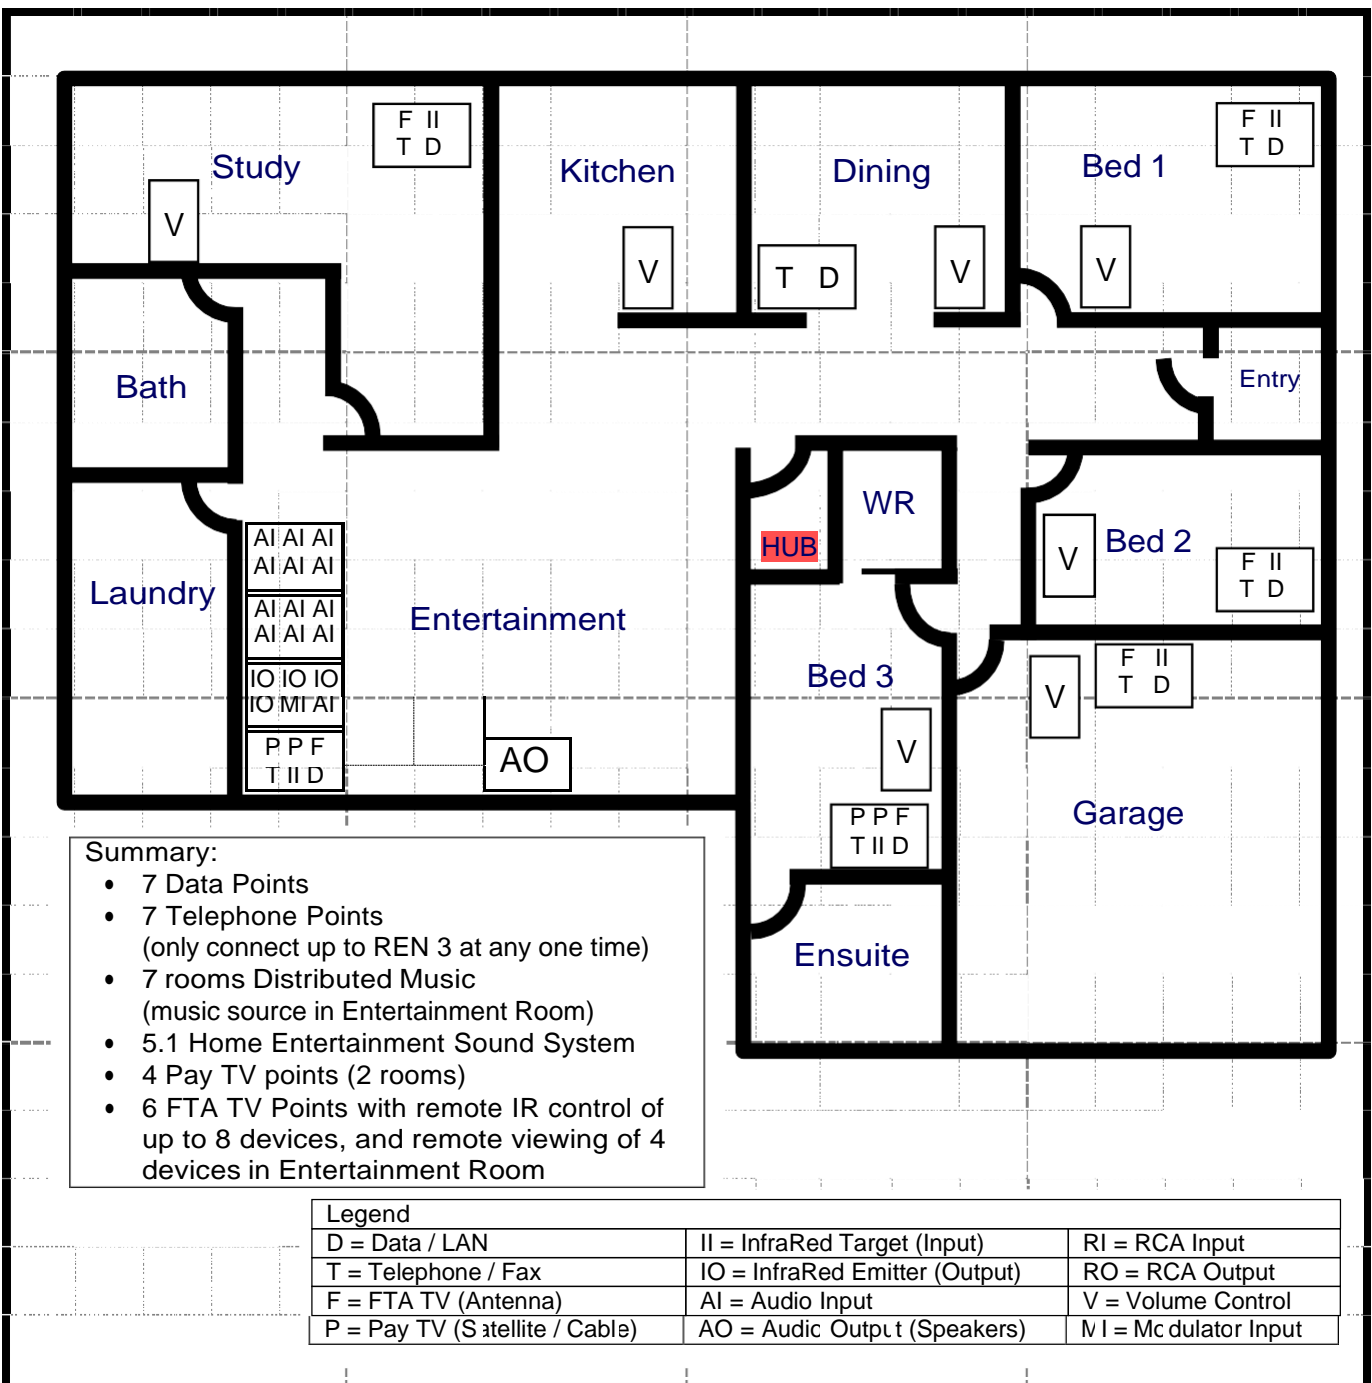 F II
T D
Study
V
Kitchen
V
Dining
T D
V
Bed 1
F II
T D
V
Entry
Bath
Laundry
AI AI AI
AI AI AI
AI AI AI
AI AI AI
IO IO IO
IO MI AI
P P F
T II D
Entertainment
AO
HUB
WR
Bed 2
V
F II
T D
Bed 3
V
P P F
T II D
F II
T D
V
Garage
Ensuite
Summary:
• 7 Data Points
• 7 Telephone Points
(only connect up to REN 3 at any one time)
• 7 rooms Distributed Music
(music source in Entertainment Room)
• 5.1 Home Entertainment Sound System
• 4 Pay TV points (2 rooms)
• 6 FTA TV Points with remote IR control of
up to 8 devices, and remote viewing of 4
devices in Entertainment Room
Legend
D = Data / LAN II = InfraRed Target (Input) RI = RCA Input
T = Telephone / Fax IO = InfraRed Emitter (Output) RO = RCA Output
F = FTA TV (Antenna) AI = Audio Input V = Volume Control
P = Pay TV (Satellite / Cable) AO = Audio Output (Speakers) MI = Modulator Input